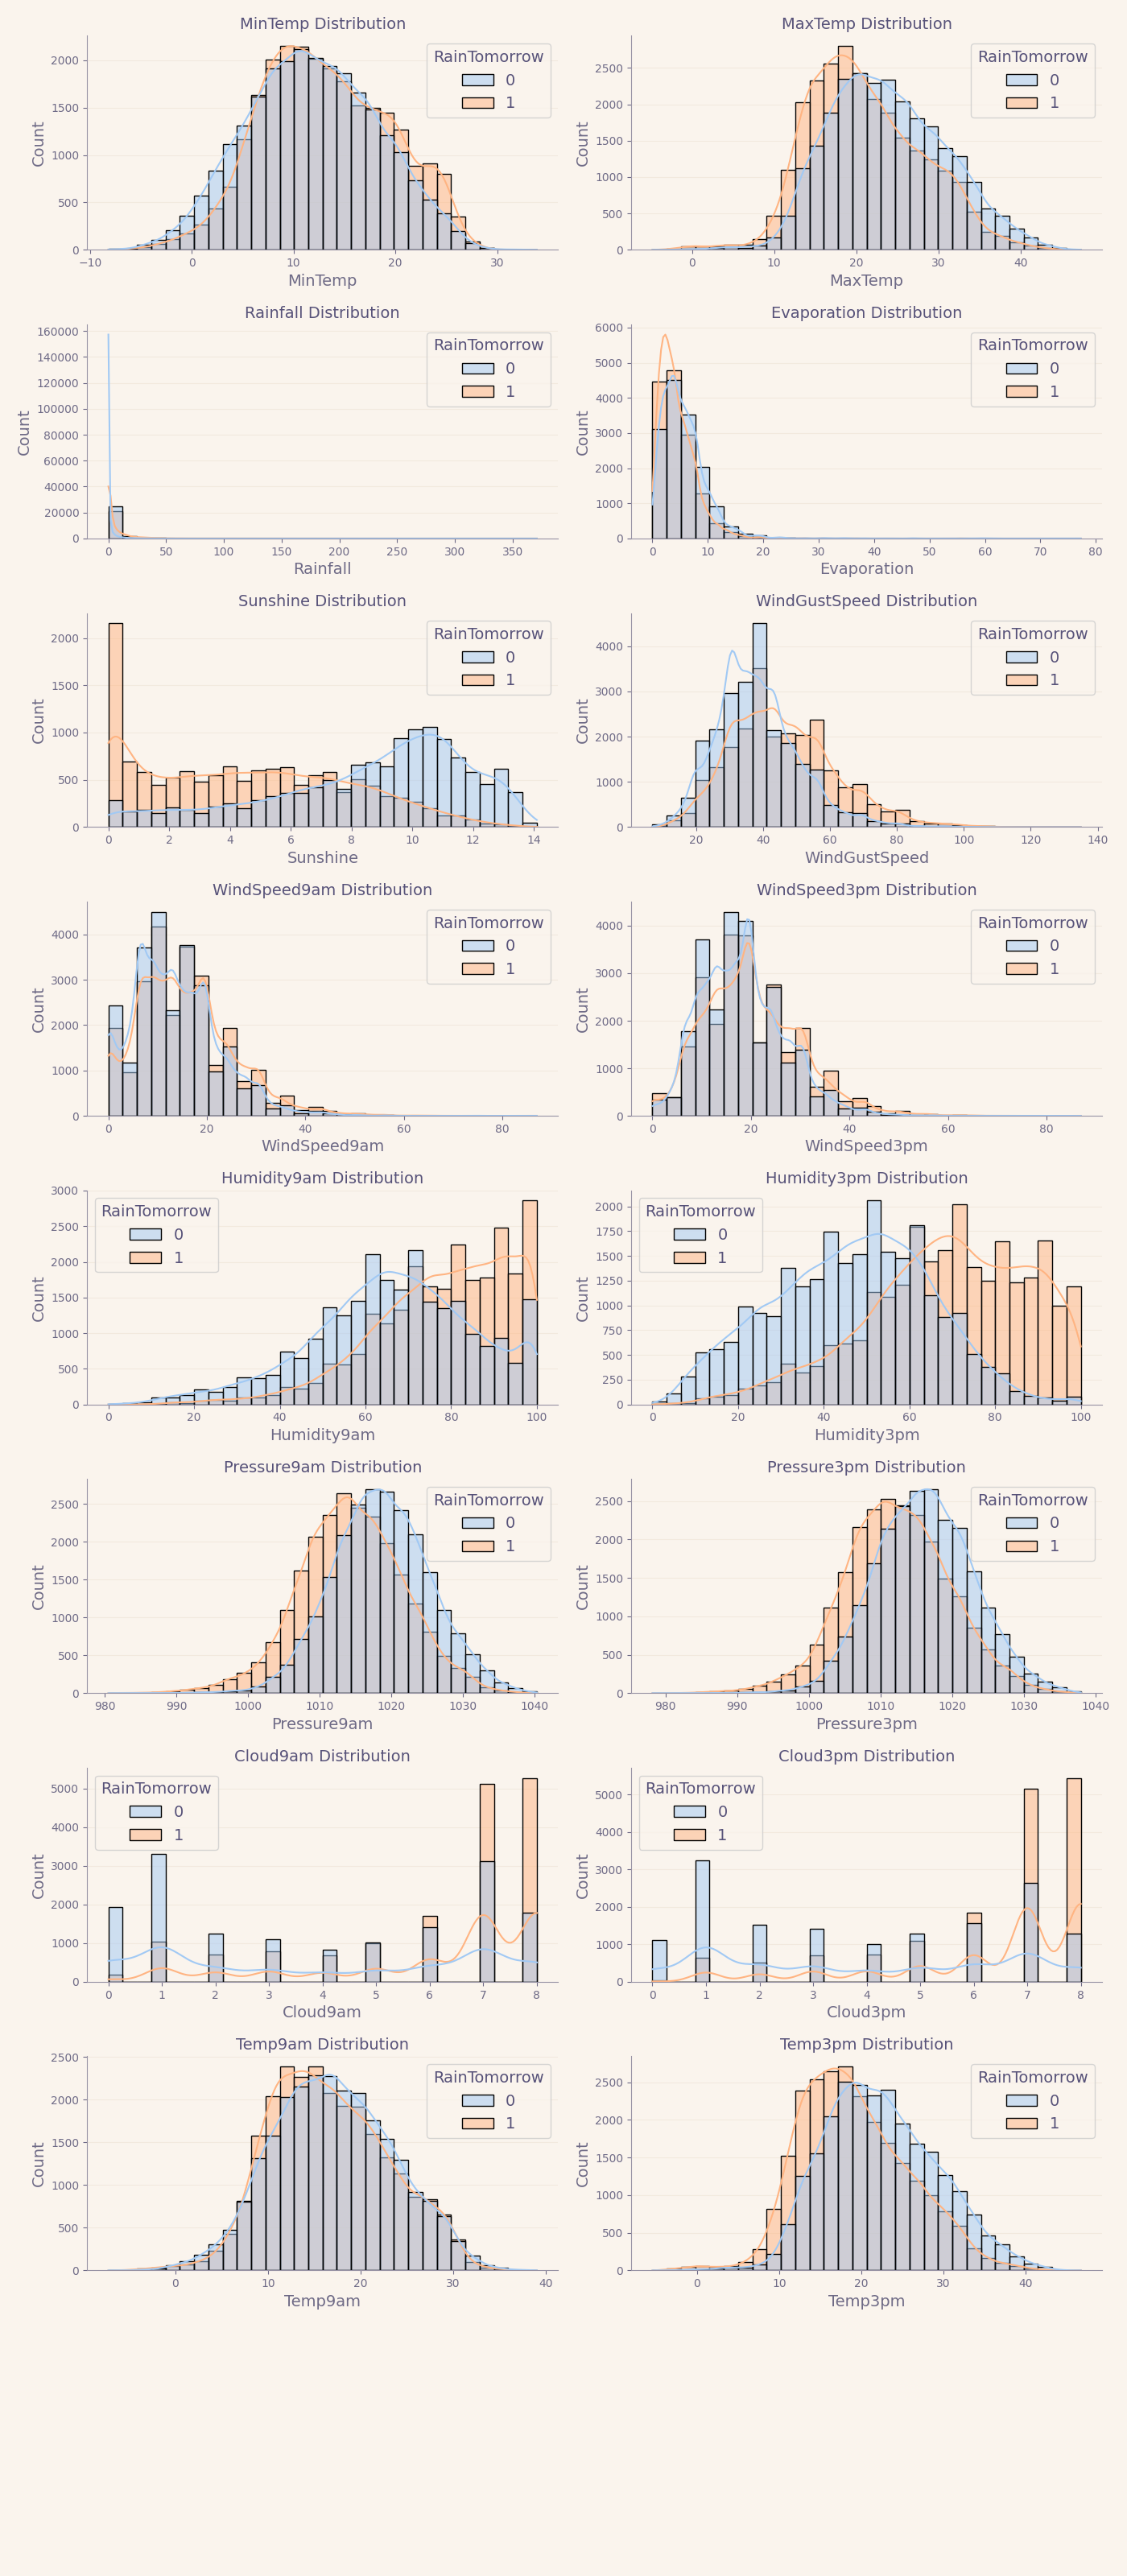 MinTemp Distribution
RainTomorrow
0
1
2000
1500
1000
500
0
Count
−10 0 10 20 30
MinTemp
MaxTemp Distribution
RainTomorrow
0
1
2500
2000
1500
1000
500
0
Count
0 10 20 30 40
MaxTemp
Rainfall Distribution
RainTomorrow
0
1
160000
140000
120000
100000
80000
60000
40000
20000
0
Count
0 50 100 150 200 250 300 350
Rainfall
Evaporation Distribution
RainTomorrow
0
1
6000
5000
4000
3000
2000
1000
0
Count
0 10 20 30 40 50 60 70 80
Evaporation
Sunshine Distribution
RainTomorrow
0
1
2000
1500
1000
500
0
Count
0 2 4 6 8 10 12 14
Sunshine
WindGustSpeed Distribution
RainTomorrow
0
1
4000
3000
2000
1000
0
Count
20 40 60 80 100 120 140
WindGustSpeed
WindSpeed9am Distribution
RainTomorrow
0
1
4000
3000
2000
1000
0
Count
0 20 40 60 80
WindSpeed9am
WindSpeed3pm Distribution
RainTomorrow
0
1
4000
3000
2000
1000
0
Count
0 20 40 60 80
WindSpeed3pm
Humidity9am Distribution
RainTomorrow
0
1
3000
2500
2000
1500
1000
500
0
Count
0 20 40 60 80 100
Humidity9am
Humidity3pm Distribution
RainTomorrow
0
1
2000
1750
1500
1250
1000
750
500
250
0
Count
0 20 40 60 80 100
Humidity3pm
Pressure9am Distribution
RainTomorrow
0
1
2500
2000
1500
1000
500
0
Count
980 990 1000 1010 1020 1030 1040
Pressure9am
Pressure3pm Distribution
RainTomorrow
0
1
2500
2000
1500
1000
500
0
Count
980 990 1000 1010 1020 1030 1040
Pressure3pm
Cloud9am Distribution
RainTomorrow
0
1
5000
4000
3000
2000
1000
0
Count
0 1 2 3 4 5 6 7 8
Cloud9am
Cloud3pm Distribution
RainTomorrow
0
1
5000
4000
3000
2000
1000
0
Count
0 1 2 3 4 5 6 7 8
Cloud3pm
Temp9am Distribution
RainTomorrow
0
1
2500
2000
1500
1000
500
0
Count
0 10 20 30 40
Temp9am
Temp3pm Distribution
RainTomorrow
0
1
2500
2000
1500
1000
500
0
Count
0 10 20 30 40
Temp3pm